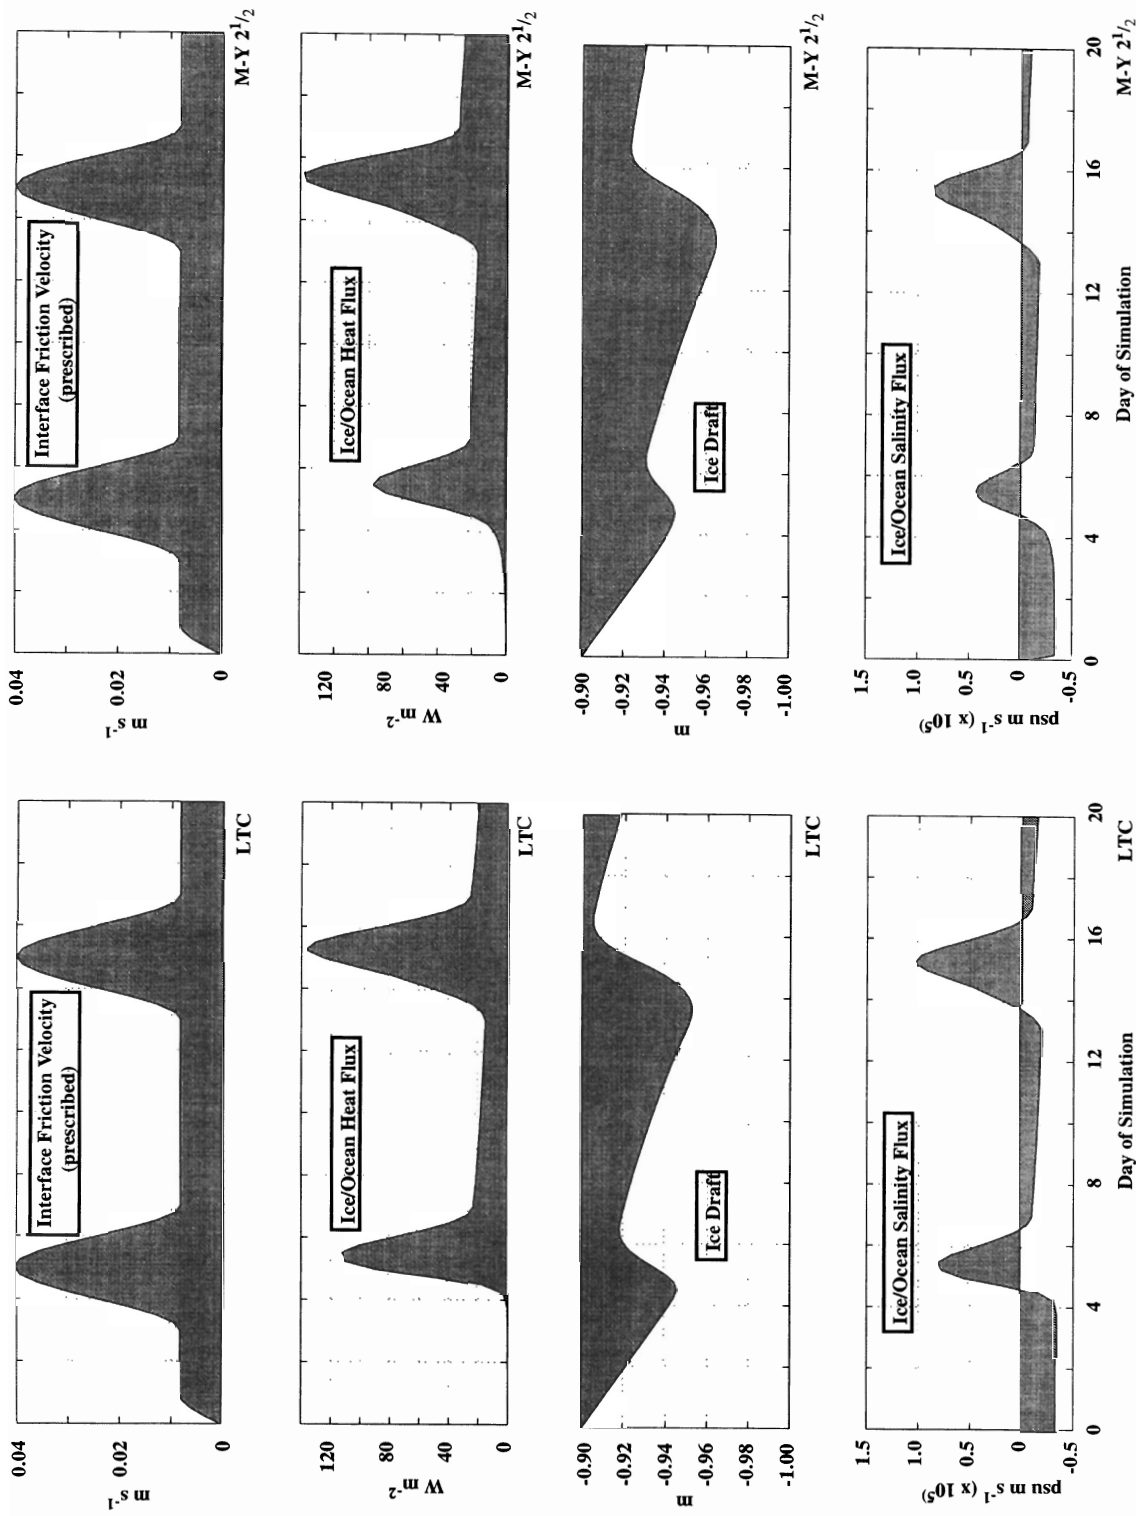 m s⁻¹
0.04
0.02
0
Interface Friction Velocity
(prescribed)
LTC
m s⁻¹
0.04
0.02
0
Interface Friction Velocity
(prescribed)
M-Y 2¹/₂
W m⁻²
120
80
40
0
Ice/Ocean Heat Flux
LTC
W m⁻²
120
80
40
0
Ice/Ocean Heat Flux
M-Y 2¹/₂
m
-0.90
-0.92
-0.94
-0.96
-0.98
-1.00
Ice Draft
LTC
m
-0.90
-0.92
-0.94
-0.96
-0.98
-1.00
Ice Draft
M-Y 2¹/₂
psu m s⁻¹ (x 10⁵)
1.5
1.0
0.5
0
-0.5
Ice/Ocean Salinity Flux
0 4 8 12 16 20
Day of Simulation
LTC
psu m s⁻¹ (x 10⁵)
1.5
1.0
0.5
0
-0.5
Ice/Ocean Salinity Flux
0 4 8 12 16 20
Day of Simulation
M-Y 2¹/₂